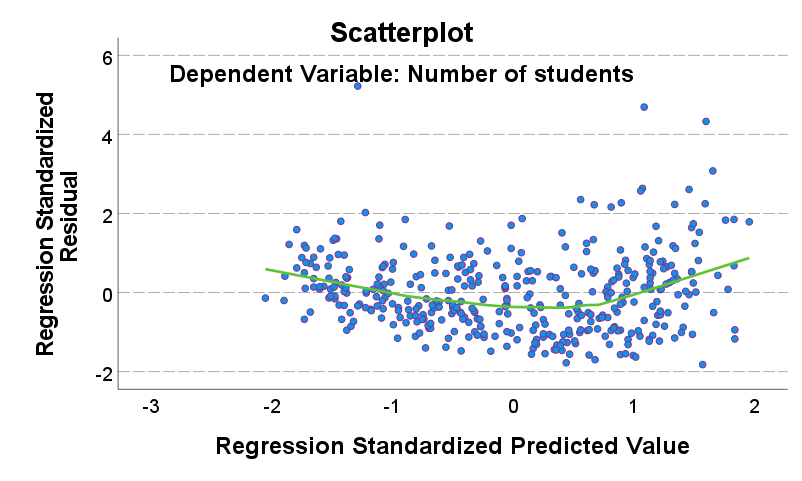 Scatterplot
Dependent Variable: Number of students
Regression Standardized
Residual
6
4
2
0
-2
-3
-2
-1
0
1
2
Regression Standardized Predicted Value